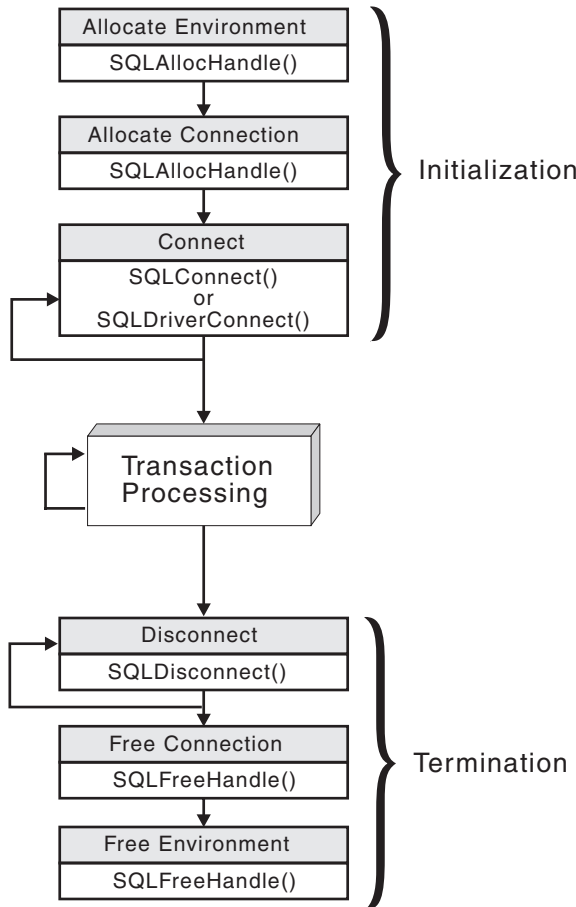 Allocate Environment
SQLAllocHandle()
Allocate Connection
SQLAllocHandle()
Initialization
Connect
SQLConnect()
or
SQLDriverConnect()
Transaction
Processing
Disconnect
SQLDisconnect()
Free Connection
Termination
SQLFreeHandle()
Free Environment
SQLFreeHandle()